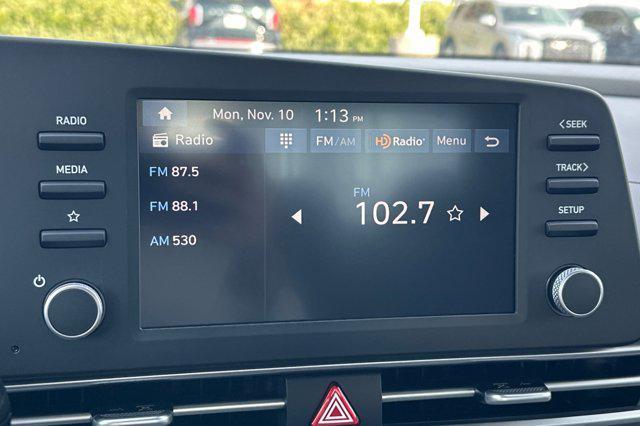 RADIO
MEDIA
Mon, Nov. 10 1:13 PM
Radio FM/AM HD Radio Menu
FM 87.5
FM 88.1
AM 530
FM
102.7
<SEEK
TRACK>
SETUP